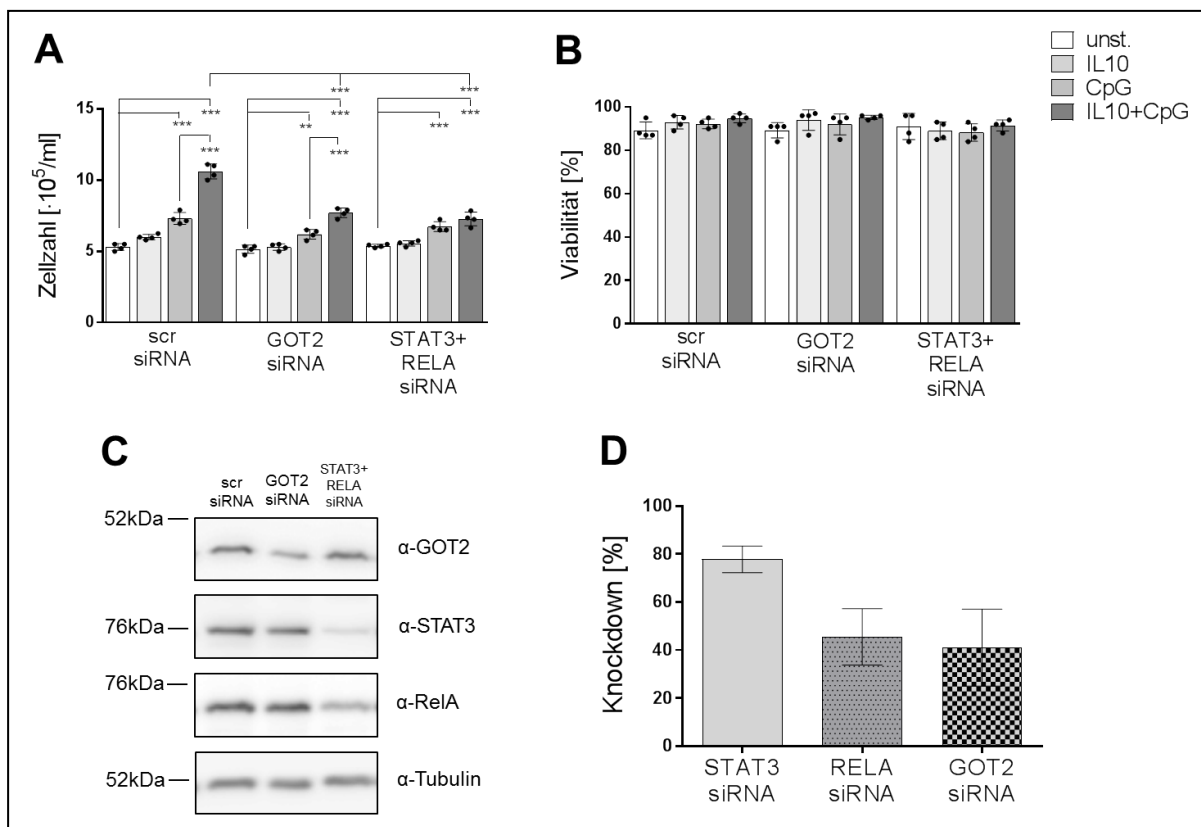 A
Zellzahl [·10⁵/ml]
15
10
5
0
***
***
***
***
***
***
***
**
***
***
***
scr
siRNA
GOT2
siRNA
STAT3+
RELA
siRNA
B
Viabilität [%]
100
80
60
40
20
0
scr
siRNA
GOT2
siRNA
STAT3+
RELA
siRNA
unst.
IL10
CpG
IL10+CpG
C
scr
siRNA
GOT2
siRNA
STAT3+
RELA
siRNA
52kDa
α-GOT2
76kDa
α-STAT3
76kDa
α-RelA
52kDa
α-Tubulin
D
Knockdown [%]
100
80
60
40
20
0
STAT3
siRNA
RELA
siRNA
GOT2
siRNA